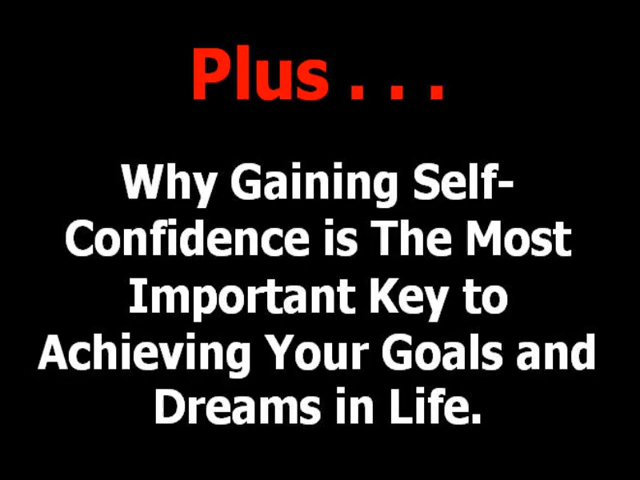 Plus . . .
Why Gaining Self-
Confidence is The Most
Important Key to
Achieving Your Goals and
Dreams in Life.